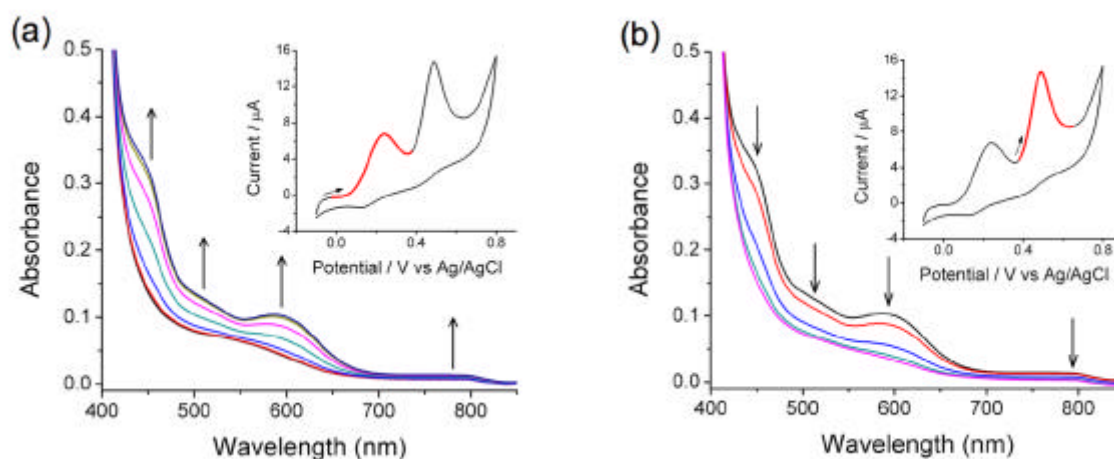 (a)
0.5
0.4
0.3
0.2
0.1
0.0
Absorbance
400 500 600 700 800
Wavelength (nm)
16
12
8
4
0
-4
Current / μA
0.0 0.4 0.8
Potential / V vs Ag/AgCl
(b)
0.5
0.4
0.3
0.2
0.1
0.0
Absorbance
400 500 600 700 800
Wavelength (nm)
16
12
8
4
0
-4
Current / μA
0.0 0.4 0.8
Potential / V vs Ag/AgCl